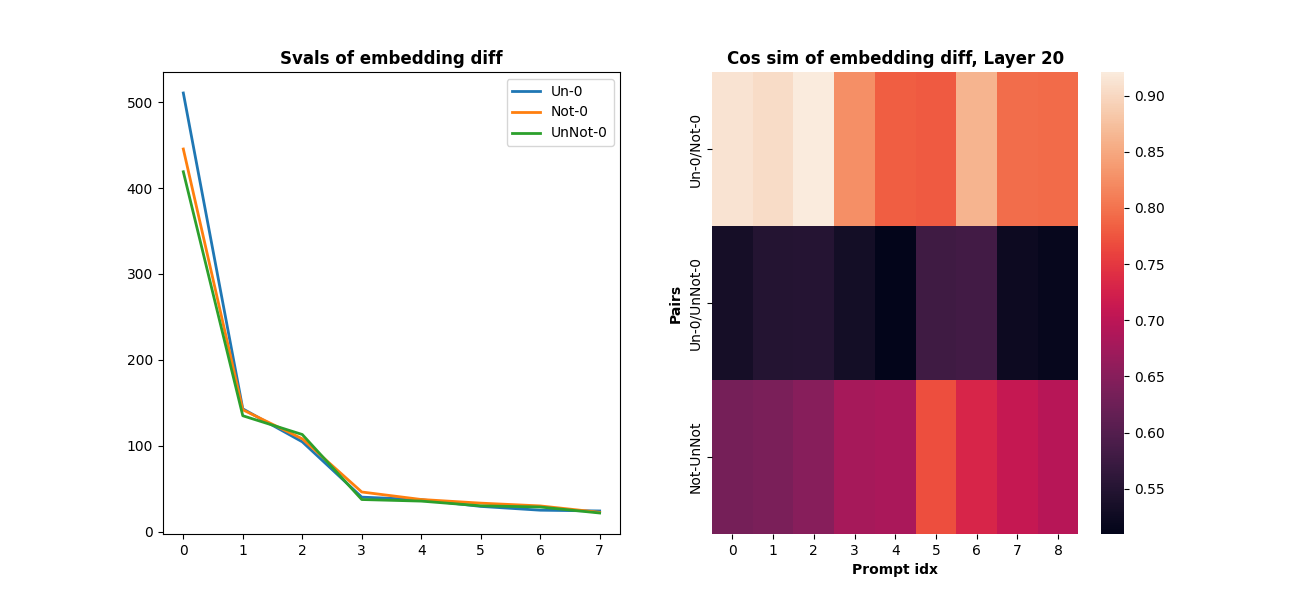 Svals of embedding diff
500
400
300
200
100
0
0 1 2 3 4 5 6 7
Un-0
Not-0
UnNot-0
Cos sim of embedding diff, Layer 20
Pairs
Un-0/Not-0
Un-0/UnNot-0
Not-UnNot
0 1 2 3 4 5 6 7 8
Prompt idx
0.90
0.85
0.80
0.75
0.70
0.65
0.60
0.55